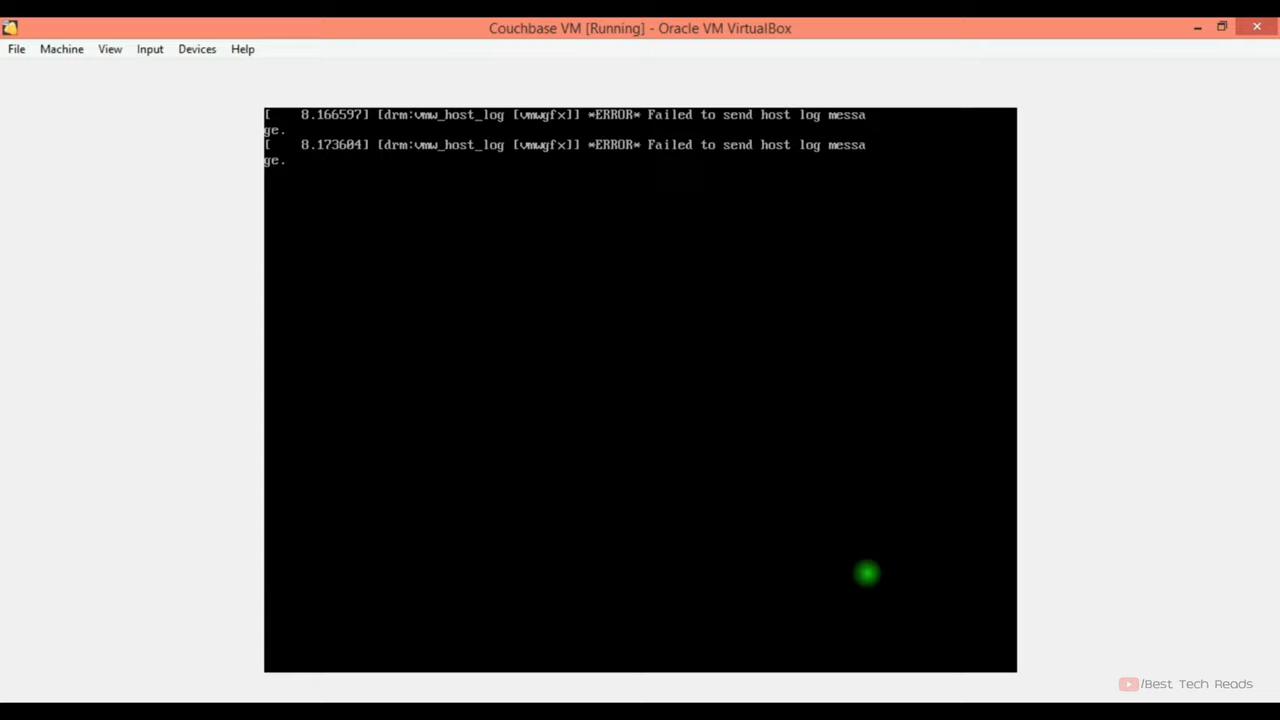 Couchbase VM [Running] - Oracle VM VirtualBox
File Machine View Input Devices Help
[    8.166597] [drm:vmw_host_log [vmwgfx]] *ERROR* Failed to send host log messa
ge.
[    8.173604] [drm:vmw_host_log [vmwgfx]] *ERROR* Failed to send host log messa
ge.
/Best Tech Reads